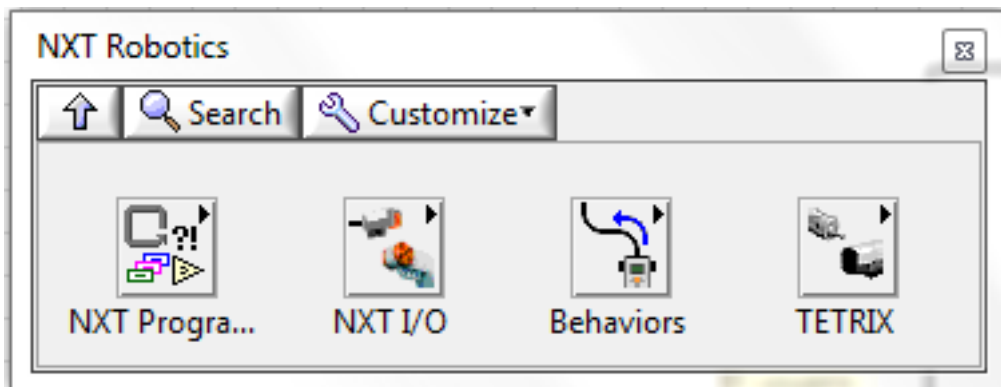 NXT Robotics
Search Customize
NXT Progra... NXT I/O Behaviors TETRIX